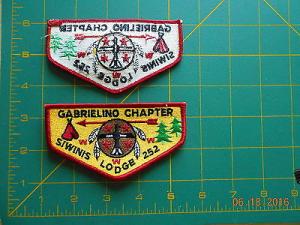 GABRIELINO CHAPTER
SIWINIS LODGE 252
W W W
GABRIELINO CHAPTER
SIWINIS LODGE 252
W W W
06.18.2016